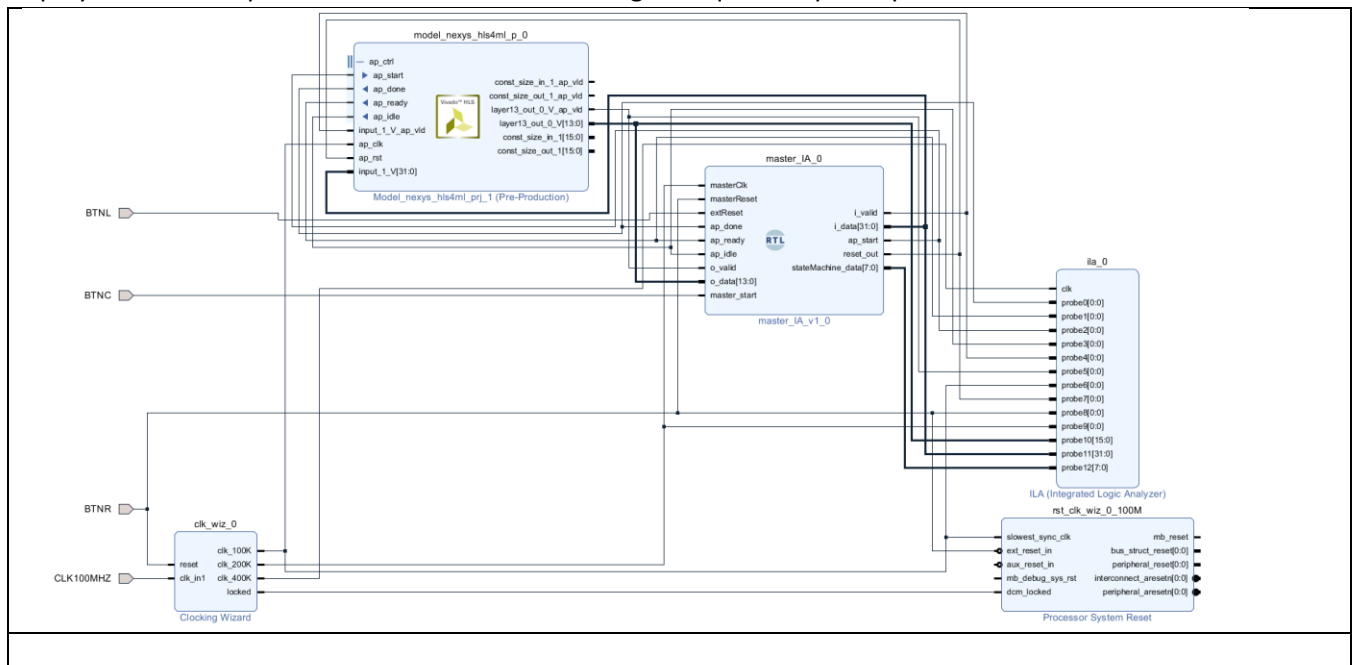 model_nexys_hls4ml_p_0
ap_ctrl
ap_start
ap_done
ap_ready
ap_idle
input_1_V_ap_vld
ap_clk
ap_rst
input_1_V[31:0]
Vivado™ HLS
const_size_in_1_ap_vld
const_size_out_1_ap_vld
layer13_out_0_V_ap_vld
layer13_out_0_V[13:0]
const_size_in_1[15:0]
const_size_out_1[15:0]
Model_nexys_hls4ml_prj_1 (Pre-Production)
master_IA_0
masterClk
masterReset
extReset
ap_done
ap_ready
ap_idle
o_valid
o_data[13:0]
master_start
RTL
i_valid
i_data[31:0]
ap_start
reset_out
stateMachine_data[7:0]
master_IA_v1_0
BTNL
BTNC
BTNR
CLK100MHZ
ila_0
clk
probe0[0:0]
probe1[0:0]
probe2[0:0]
probe3[0:0]
probe4[0:0]
probe5[0:0]
probe6[0:0]
probe7[0:0]
probe8[0:0]
probe9[0:0]
probe10[15:0]
probe11[31:0]
probe12[7:0]
ILA (Integrated Logic Analyzer)
clk_wiz_0
reset
clk_in1
clk_100K
clk_200K
clk_400K
locked
Clocking Wizard
rst_clk_wiz_0_100M
slowest_sync_clk
ext_reset_in
aux_reset_in
mb_debug_sys_rst
dcm_locked
mb_reset
bus_struct_reset[0:0]
peripheral_reset[0:0]
interconnect_aresetn[0:0]
peripheral_aresetn[0:0]
Processor System Reset